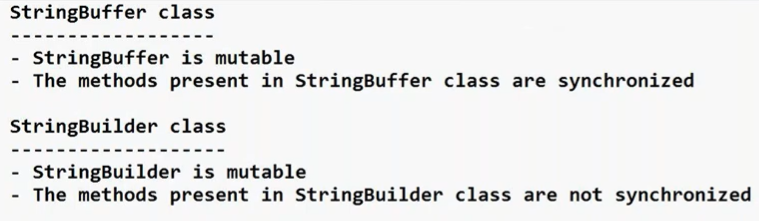 StringBuffer class
------------------
- StringBuffer is mutable
- The methods present in StringBuffer class are synchronized
StringBuilder class
-------------------
- StringBuilder is mutable
- The methods present in StringBuilder class are not synchronized